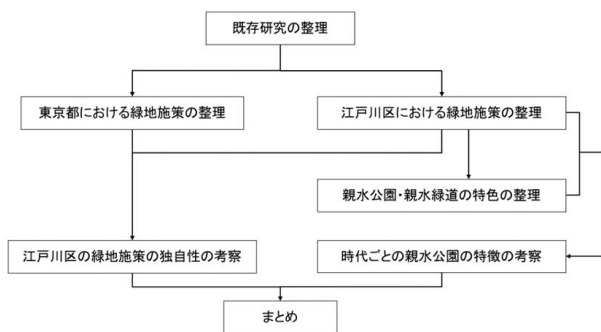 既存研究の整理
東京都における緑地施策の整理
江戸川区における緑地施策の整理
親水公園・親水緑道の特色の整理
江戸川区の緑地施策の独自性の考察
時代ごとの親水公園の特徴の考察
まとめ